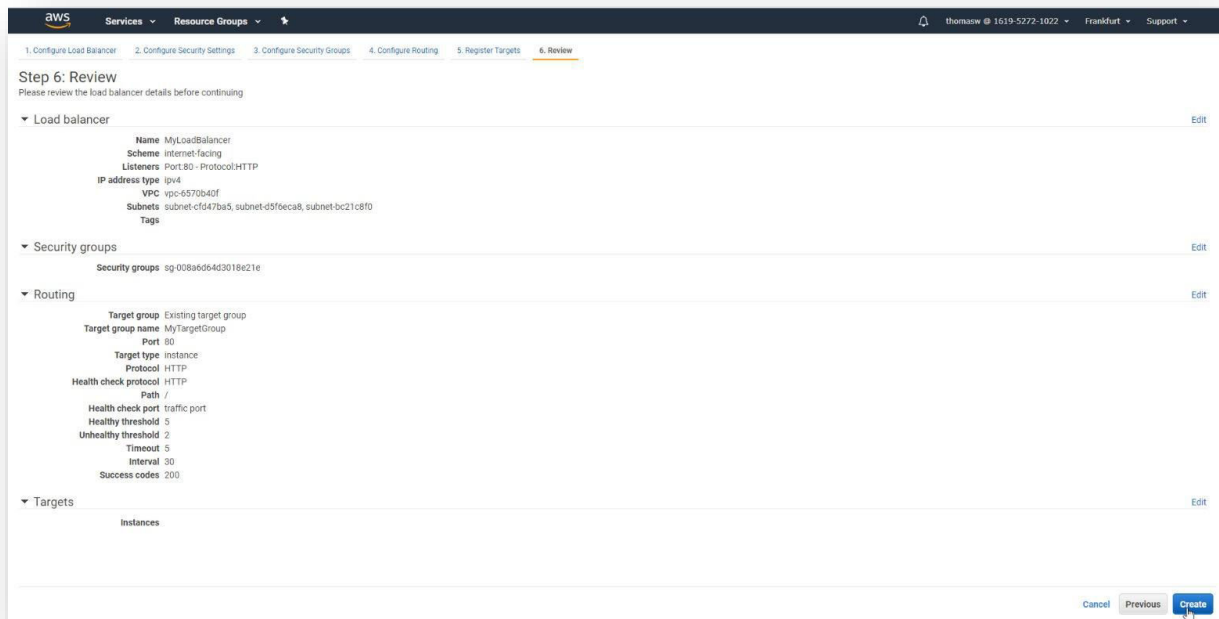 aws Services Resource Groups thomasw @ 1619-5272-1022 Frankfurt Support
1. Configure Load Balancer 2. Configure Security Settings 3. Configure Security Groups 4. Configure Routing 5. Register Targets 6. Review
Step 6: Review
Please review the load balancer details before continuing
Load balancer Edit
Name MyLoadBalancer
Scheme internet-facing
Listeners Port:80 - Protocol:HTTP
IP address type ipv4
VPC vpc-6570b40f
Subnets subnet-cfd47ba5, subnet-d5f6eca8, subnet-bc21c8f0
Tags
Security groups Edit
Security groups sg-008a6d64d3018e21e
Routing Edit
Target group Existing target group
Target group name MyTargetGroup
Port 80
Target type instance
Protocol HTTP
Health check protocol HTTP
Path /
Health check port traffic port
Healthy threshold 5
Unhealthy threshold 2
Timeout 5
Interval 30
Success codes 200
Targets Edit
Instances
Cancel Previous Create